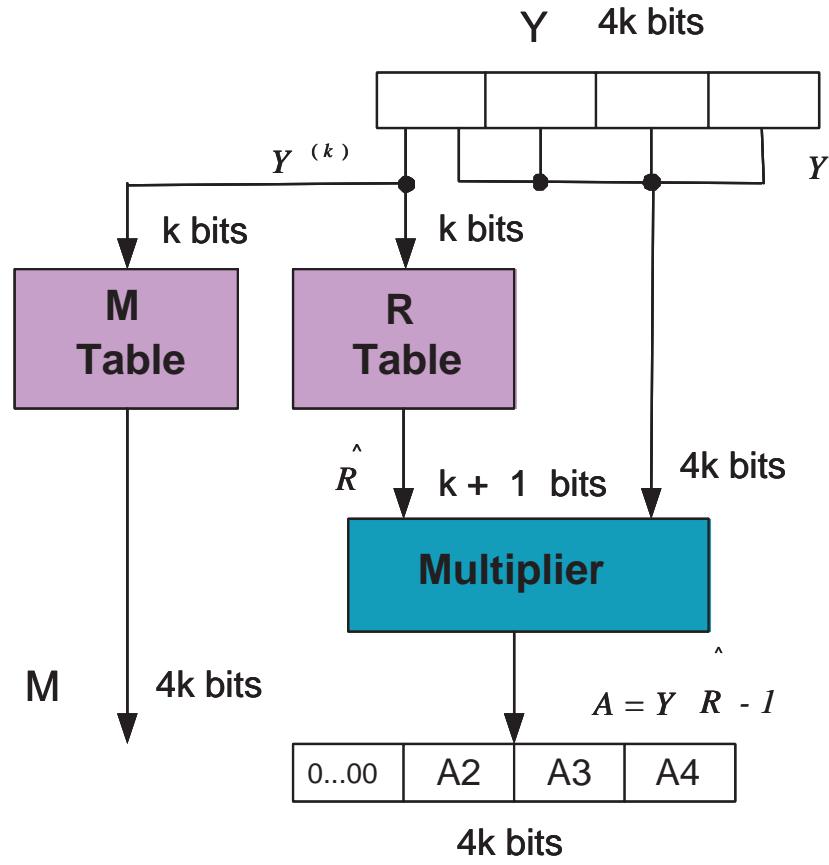 Y 4k bits
Y (k)
Y
k bits
k bits
M
Table
R
Table
^
R
k + 1 bits
4k bits
Multiplier
M
4k bits
^
A = Y R - 1
0...00 A2 A3 A4
4k bits